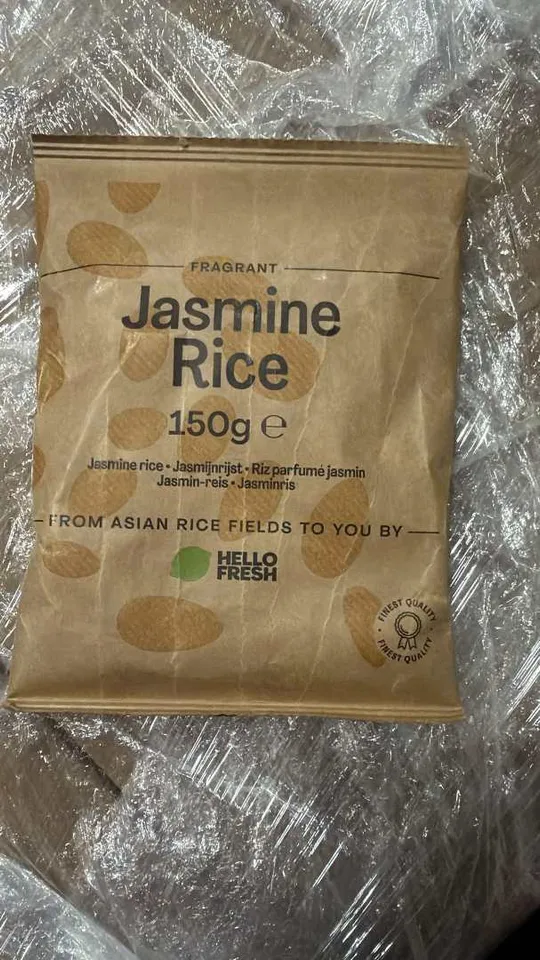 FRAGRANT
Jasmine
Rice
150g ℮
Jasmine rice • Jasmijnrijst • Riz parfumé jasmin
Jasmin-reis • Jasminris
FROM ASIAN RICE FIELDS TO YOU BY
HELLO
FRESH
FINEST QUALITY
FINEST QUALITY